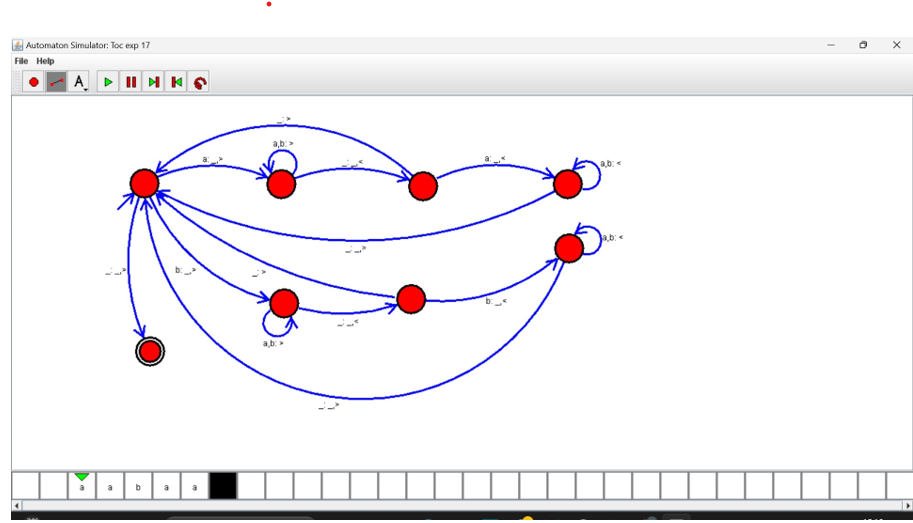 Automaton Simulator: Toc exp 17
File Help
A
_: >
a,b: >
a: _,>
_: _,<
a: _,<
a,b: <
_: _,>
a,b: <
_: _,>
b: _,>
_: >
b: _,<
_: _,<
a,b: >
_: _,>
a a b a a